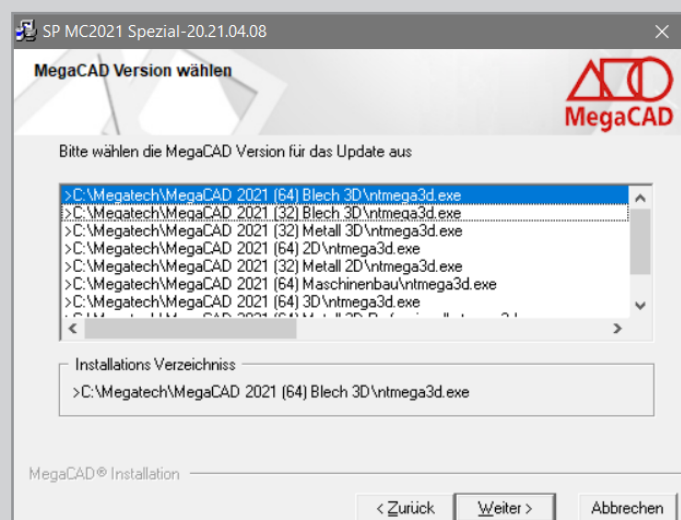 SP MC2021 Spezial-20.21.04.08
MegaCAD Version wählen
MegaCAD
Bitte wählen die MegaCAD Version für das Update aus
>C:\Megatech\MegaCAD 2021 (64) Blech 3D\ntmega3d.exe
>C:\Megatech\MegaCAD 2021 (32) Blech 3D\ntmega3d.exe
>C:\Megatech\MegaCAD 2021 (32) Metall 3D\ntmega3d.exe
>C:\Megatech\MegaCAD 2021 (64) 2D\ntmega3d.exe
>C:\Megatech\MegaCAD 2021 (32) Metall 2D\ntmega3d.exe
>C:\Megatech\MegaCAD 2021 (64) Maschinenbau\ntmega3d.exe
>C:\Megatech\MegaCAD 2021 (64) 3D\ntmega3d.exe
Installations Verzeichniss
>C:\Megatech\MegaCAD 2021 (64) Blech 3D\ntmega3d.exe
MegaCAD® Installation
< Zurück Weiter > Abbrechen